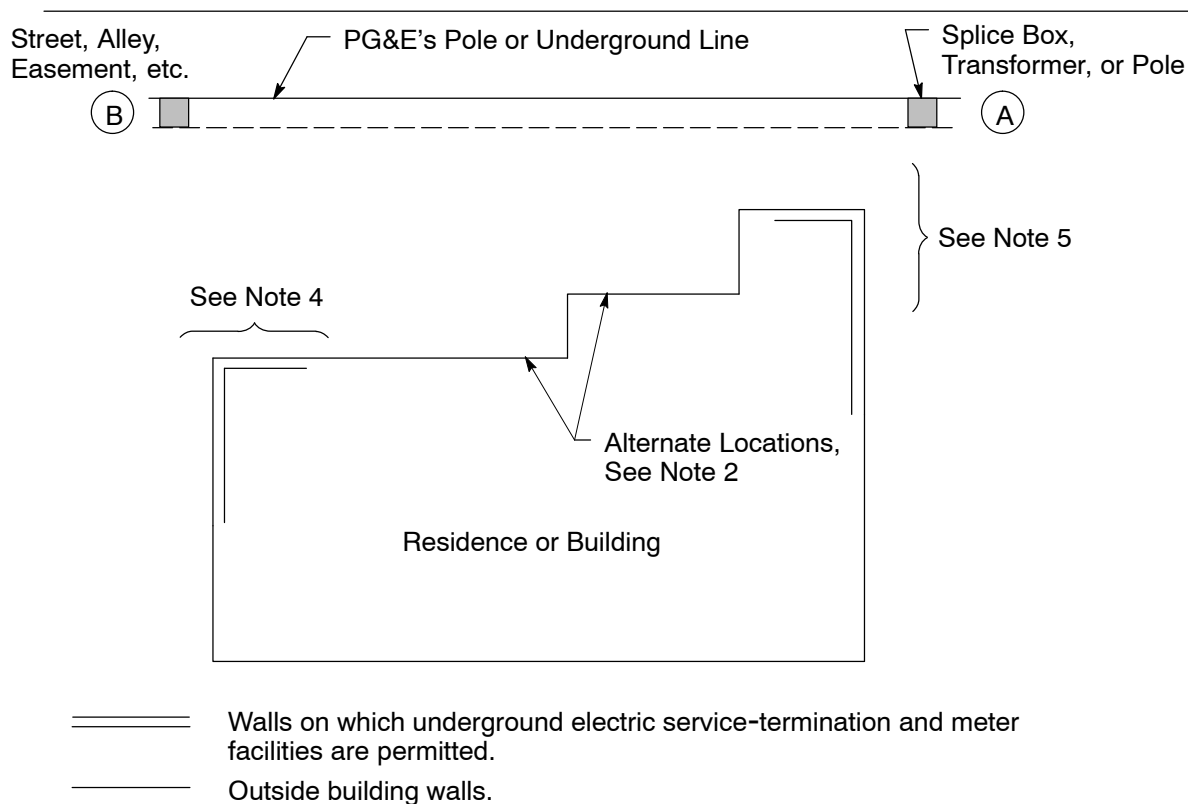 Street, Alley,
Easement, etc.
PG&E's Pole or Underground Line
Splice Box,
Transformer, or Pole
B
A
See Note 5
See Note 4
Alternate Locations,
See Note 2
Residence or Building
Walls on which underground electric service-termination and meter
facilities are permitted.
Outside building walls.